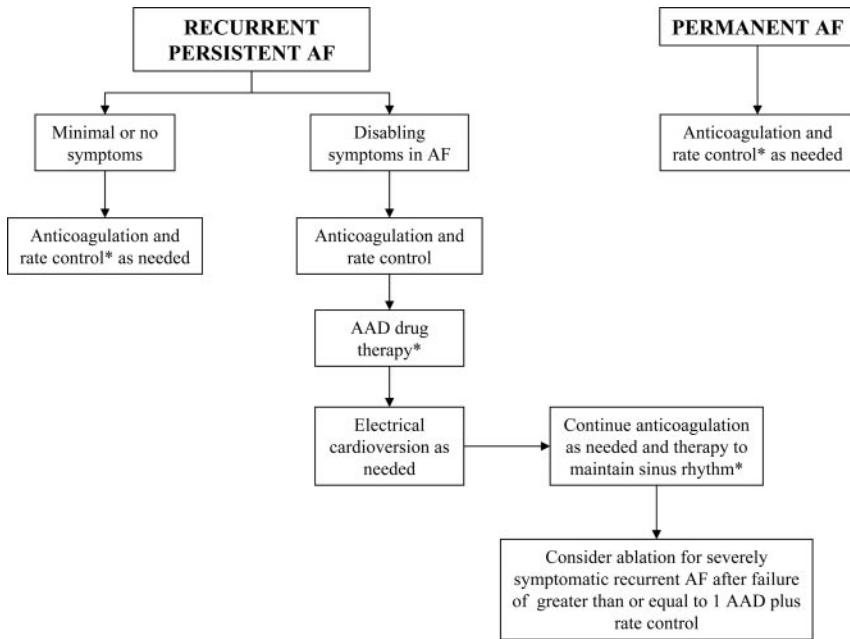 RECURRENT
PERSISTENT AF
PERMANENT AF
Minimal or no
symptoms
Disabling
symptoms in AF
Anticoagulation and
rate control* as needed
Anticoagulation and
rate control* as needed
Anticoagulation and
rate control
AAD drug
therapy*
Electrical
cardioversion as
needed
Continue anticoagulation
as needed and therapy to
maintain sinus rhythm*
Consider ablation for severely
symptomatic recurrent AF after failure
of greater than or equal to 1 AAD plus
rate control